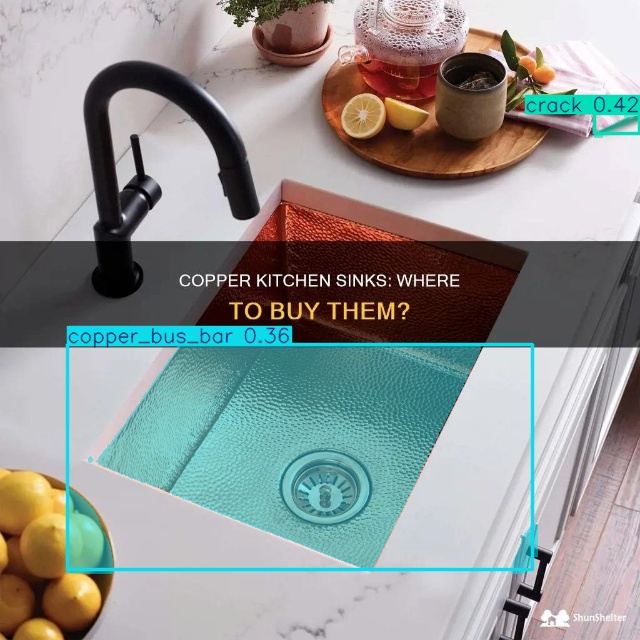 crack 0.42
COPPER KITCHEN SINKS: WHERE
TO BUY THEM?
copper_bus_bar 0.36
ShunShelter